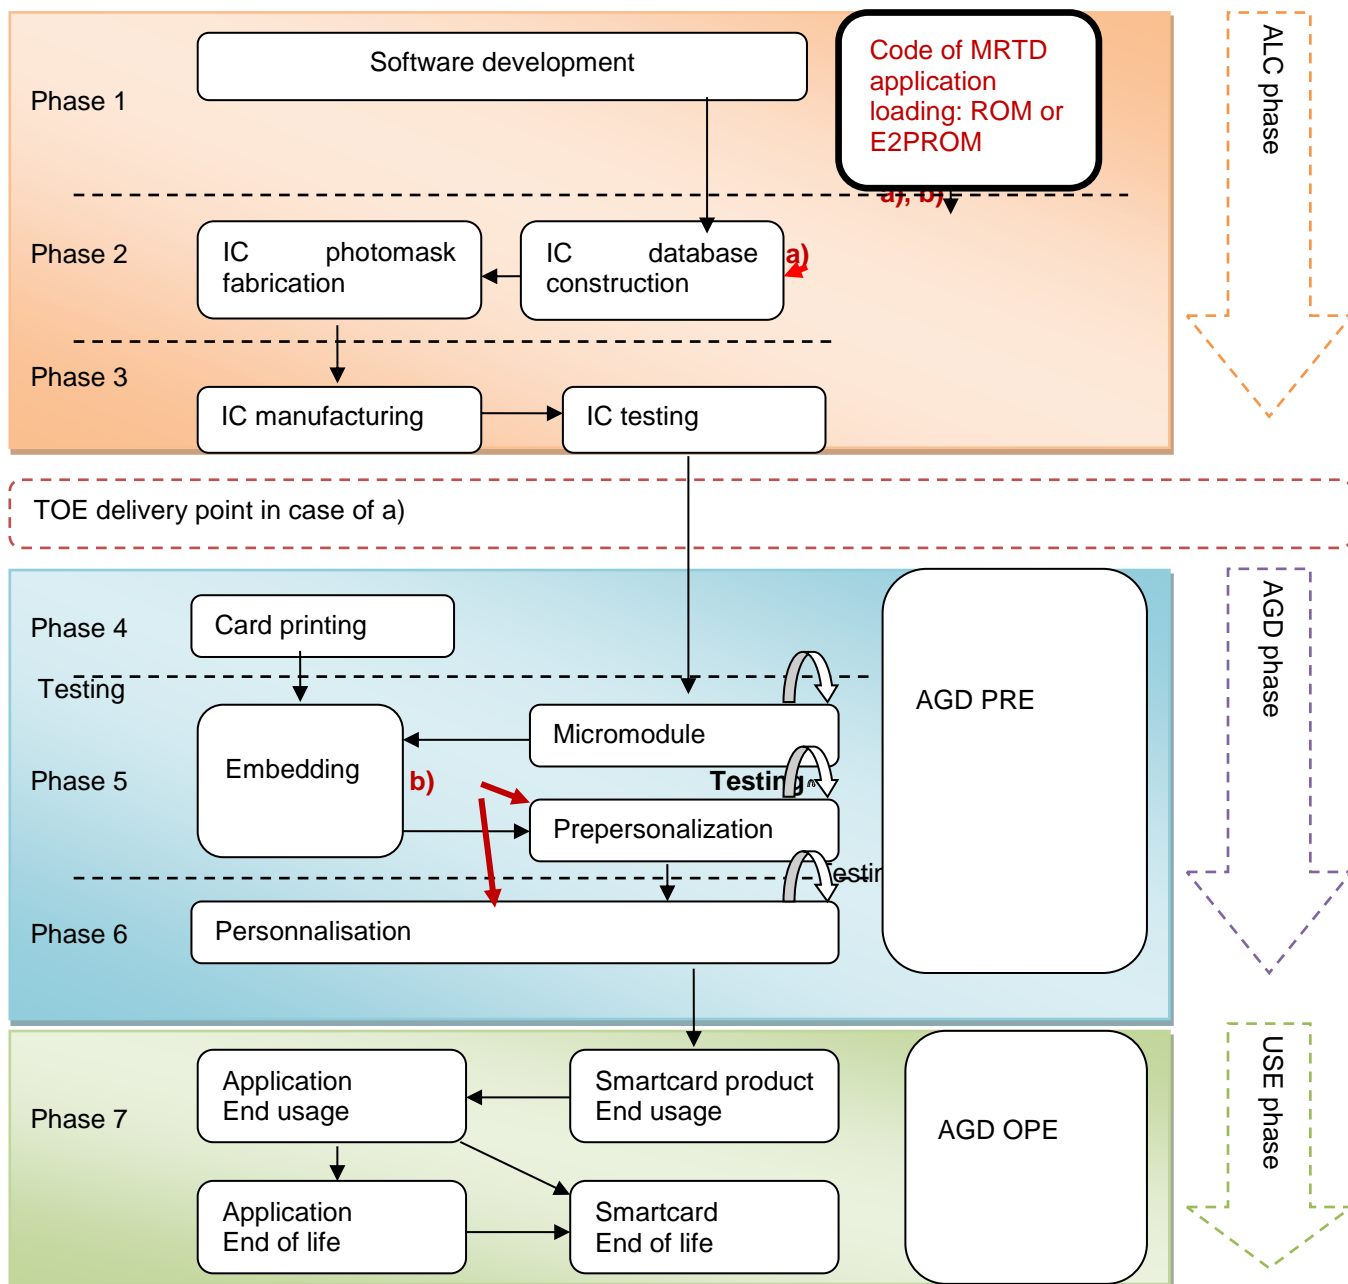 Software development
Code of MRTD
application
loading: ROM or
E2PROM
ALC phase
Phase 1
a), b)
Phase 2
IC photomask
fabrication
IC database
construction
a)
Phase 3
IC manufacturing
IC testing
TOE delivery point in case of a)
AGD phase
Phase 4
Card printing
Testing
AGD PRE
Micromodule
Embedding
Phase 5
b)
Testing
Prepersonalization
Testin
Phase 6
Personnalisation
USE phase
Application
End usage
Smartcard product
End usage
Phase 7
AGD OPE
Application
End of life
Smartcard
End of life